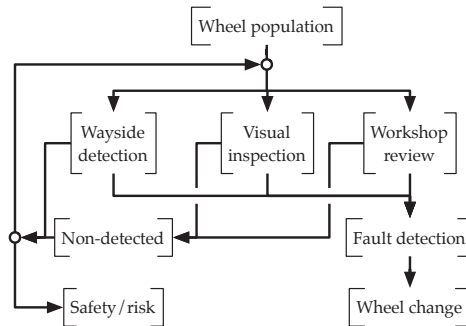 Wheel population
Wayside
detection
Visual
inspection
Workshop
review
Non-detected
Fault detection
Safety/risk
Wheel change